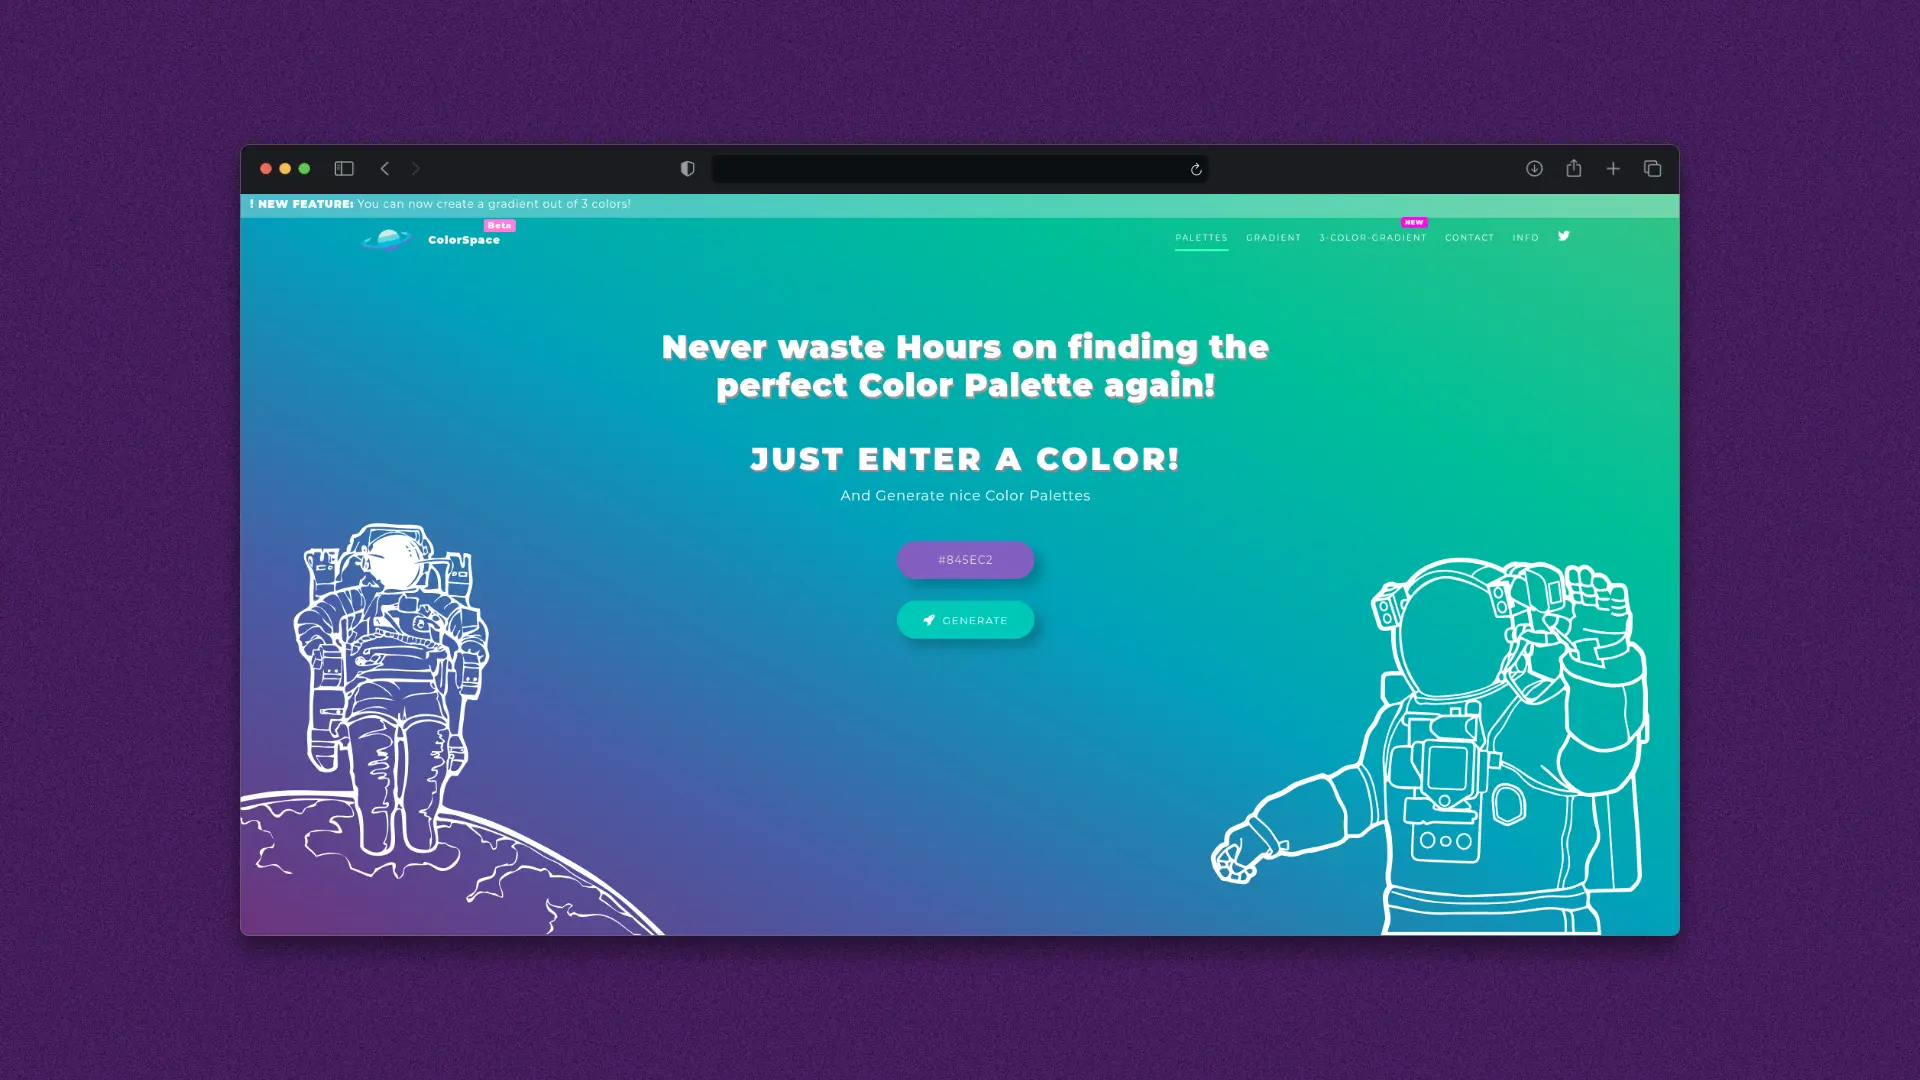 ! NEW FEATURE: You can now create a gradient out of 3 colors!
Beta
ColorSpace
NEW
PALETTES GRADIENT 3-COLOR-GRADIENT CONTACT INFO
Never waste Hours on finding the
perfect Color Palette again!
JUST ENTER A COLOR!
And Generate nice Color Palettes
#845EC2
GENERATE